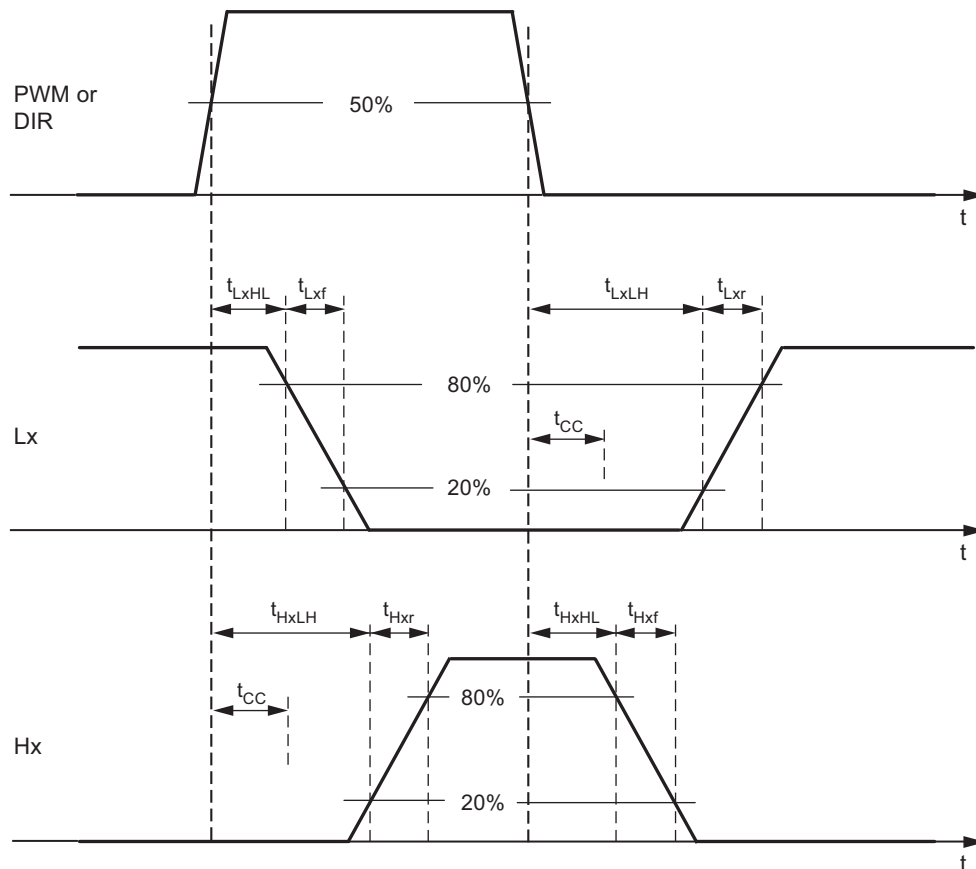 PWM or
DIR
50%
t
tLxHL tLxf tLxLH tLxr
80%
Lx
tCC
20%
t
tHxLH tHxr tHxHL tHxf
80%
tCC
Hx
20%
t